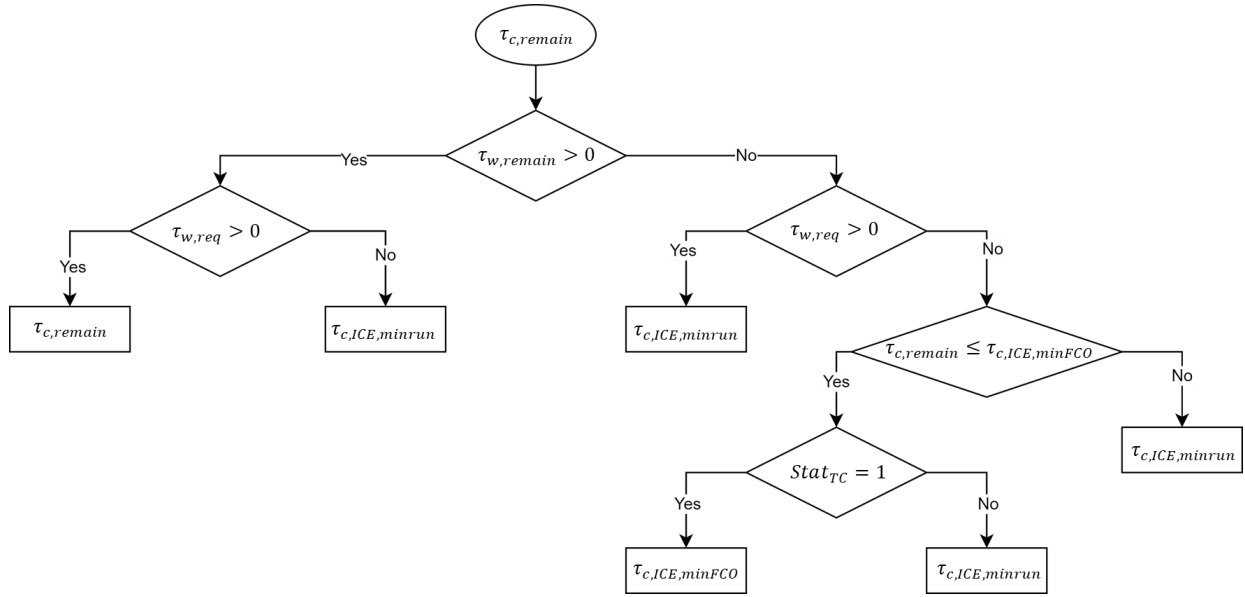 τ_{c,remain}
τ_{w,remain} > 0
Yes
No
τ_{w,req} > 0
τ_{w,req} > 0
Yes
No
Yes
No
τ_{c,remain}
τ_{c,ICE,minrun}
τ_{c,ICE,minrun}
τ_{c,remain} ≤ τ_{c,ICE,minFCO}
Yes
No
τ_{c,ICE,minrun}
Stat_{TC} = 1
Yes
No
τ_{c,ICE,minFCO}
τ_{c,ICE,minrun}